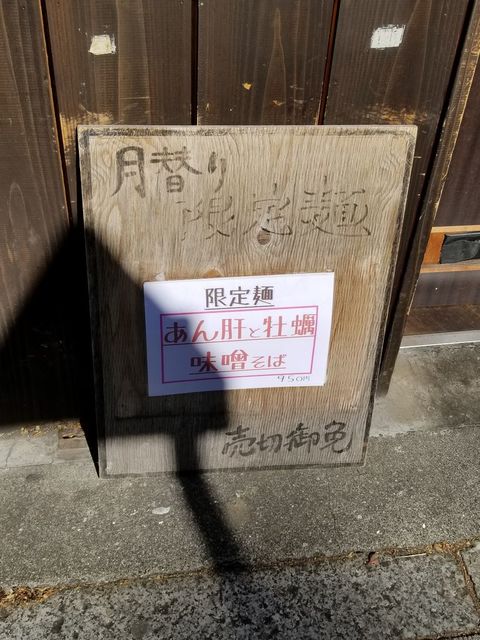 月替り
限定麺
限定麺
あん肝と牡蠣
味噌そば
950円
売切御免